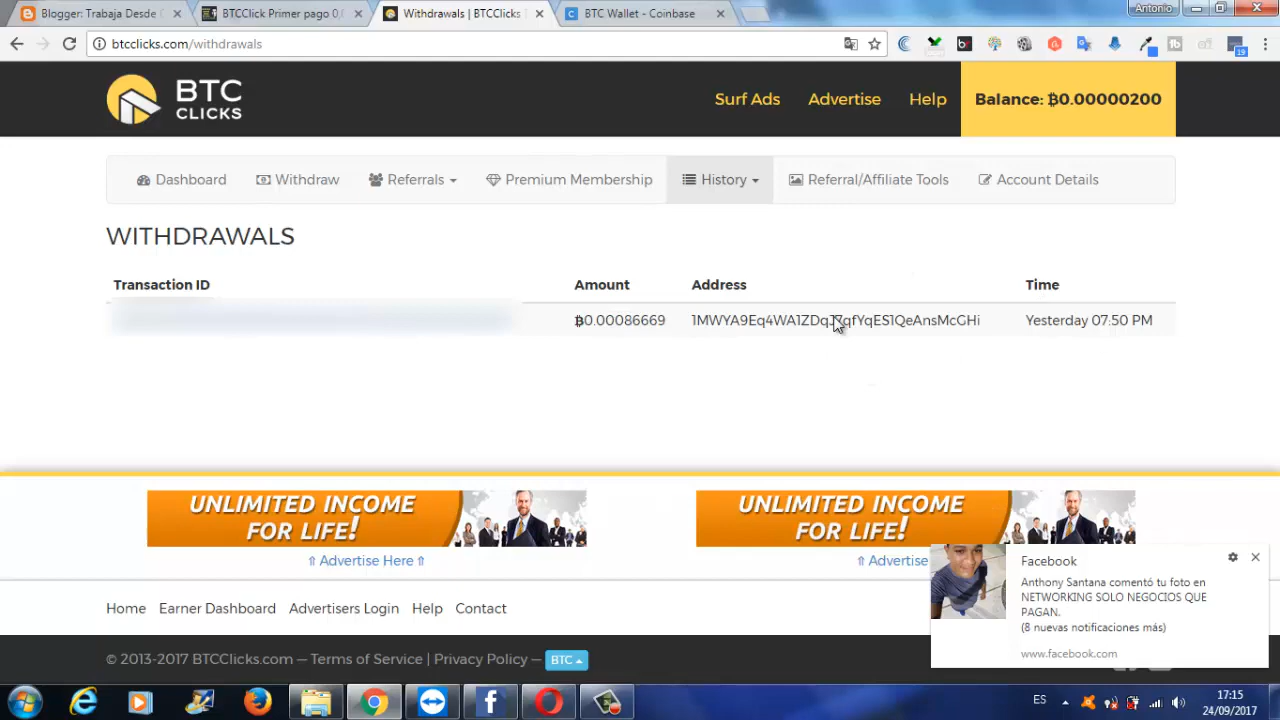 Blogger: Trabaja Desde C
BTCClick Primer pago 0.0
Withdrawals | BTCClicks
BTC Wallet - Coinbase
Antonio
btcclicks.com/withdrawals
19
BTC
CLICKS
Surf Ads
Advertise
Help
Balance: ₿0.00000200
Dashboard
Withdraw
Referrals
Premium Membership
History
Referral/Affiliate Tools
Account Details
WITHDRAWALS
Transaction ID
Amount
Address
Time
₿0.00086669
Yesterday 07:50 PM
UNLIMITED INCOME
FOR LIFE!
UNLIMITED INCOME
FOR LIFE!
⇑ Advertise Here ⇑
⇑ Advertise
Facebook
Anthony Santana comentó tu foto en
NETWORKING SOLO NEGOCIOS QUE
PAGAN.
(8 nuevas notificaciones más)
www.facebook.com
Home
Earner Dashboard
Advertisers Login
Help
Contact
© 2013-2017 BTCClicks.com — Terms of Service | Privacy Policy —
BTC
ES
17:15
24/09/2017